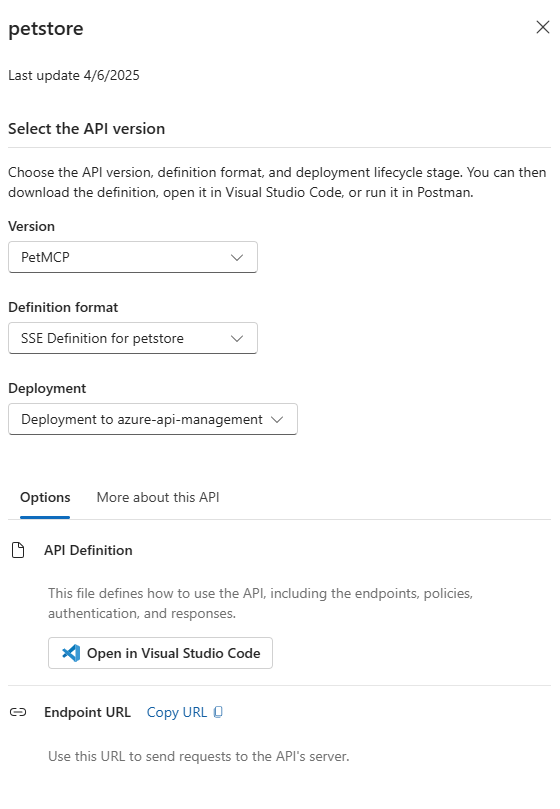 petstore
Last update 4/6/2025
Select the API version
Choose the API version, definition format, and deployment lifecycle stage. You can then
download the definition, open it in Visual Studio Code, or run it in Postman.
Version
PetMCP
Definition format
SSE Definition for petstore
Deployment
Deployment to azure-api-management
Options More about this API
API Definition
This file defines how to use the API, including the endpoints, policies,
authentication, and responses.
Open in Visual Studio Code
Endpoint URL Copy URL
Use this URL to send requests to the API's server.